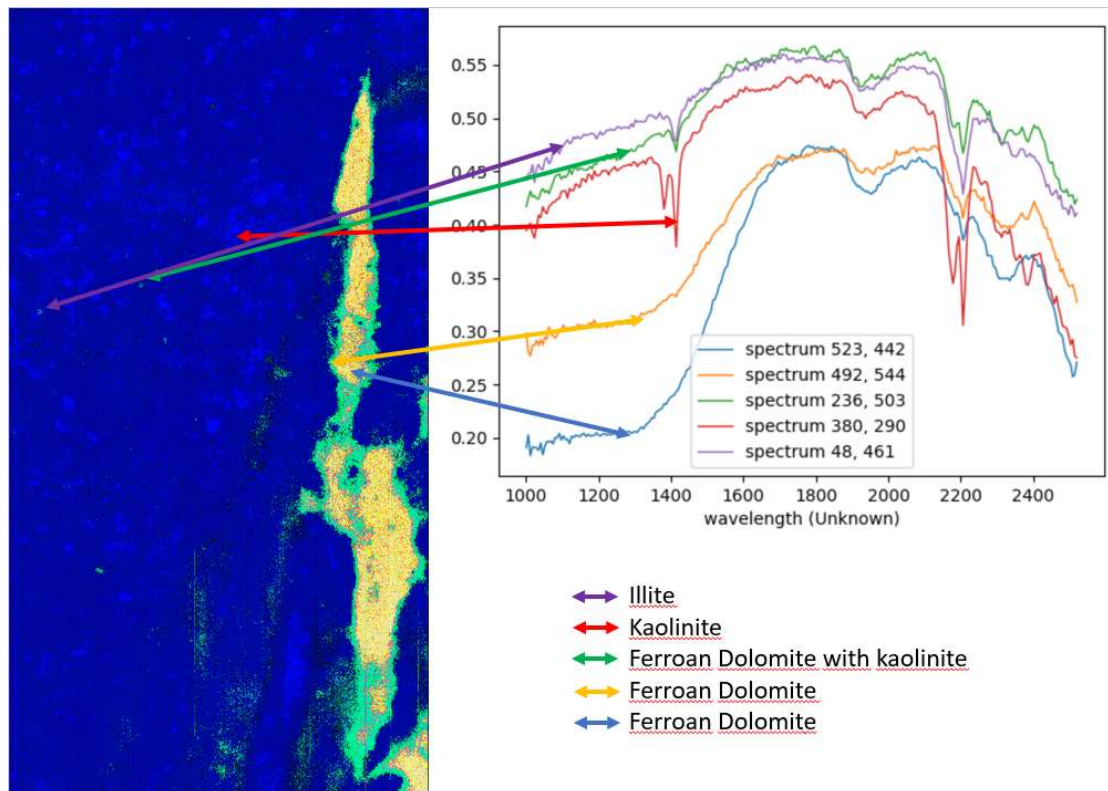 0.55
0.50
0.45
0.40
0.35
0.30
0.25
0.20
spectrum 523, 442
spectrum 492, 544
spectrum 236, 503
spectrum 380, 290
spectrum 48, 461
1000 1200 1400 1600 1800 2000 2200 2400
wavelength (Unknown)
Illite
Kaolinite
Ferroan Dolomite with kaolinite
Ferroan Dolomite
Ferroan Dolomite